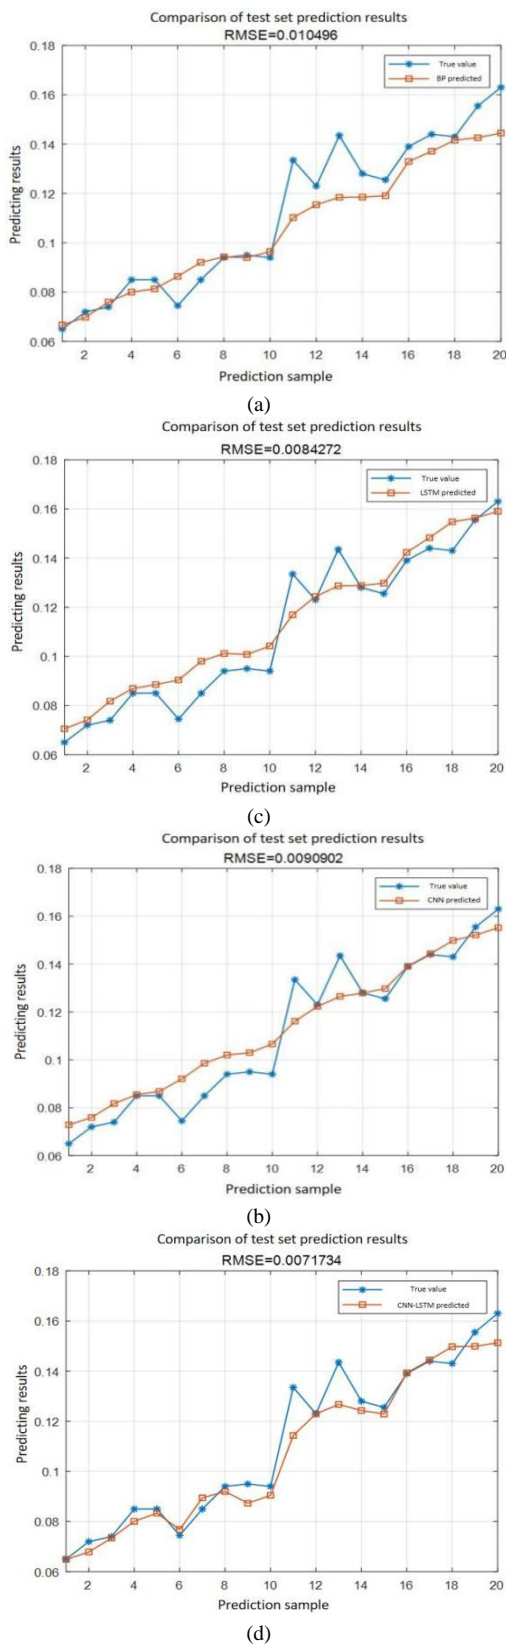 Comparison of test set prediction results
RMSE=0.010496
0.18
0.16
0.14
0.12
0.1
0.08
0.06
Predicting results
True value
BP predicted
2 4 6 8 10 12 14 16 18 20
Prediction sample
(a)
Comparison of test set prediction results
RMSE=0.0084272
0.18
0.16
0.14
0.12
0.1
0.08
0.06
Predicting results
True value
LSTM predicted
2 4 6 8 10 12 14 16 18 20
Prediction sample
(c)
Comparison of test set prediction results
RMSE=0.0090902
0.18
0.16
0.14
0.12
0.1
0.08
0.06
Predicting results
True value
CNN predicted
2 4 6 8 10 12 14 16 18 20
Prediction sample
(b)
Comparison of test set prediction results
RMSE=0.0071734
0.18
0.16
0.14
0.12
0.1
0.08
0.06
Predicting results
True value
CNN-LSTM predicted
2 4 6 8 10 12 14 16 18 20
Prediction sample
(d)